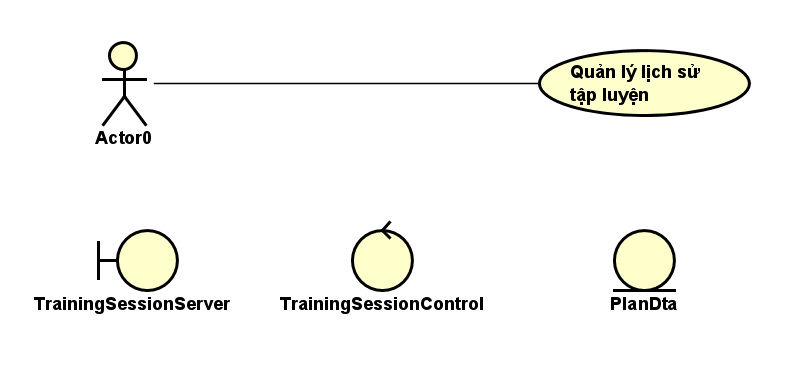 Quản lý lịch sử
tập luyện
Actor0
TrainingSessionServer
TrainingSessionControl
PlanDta